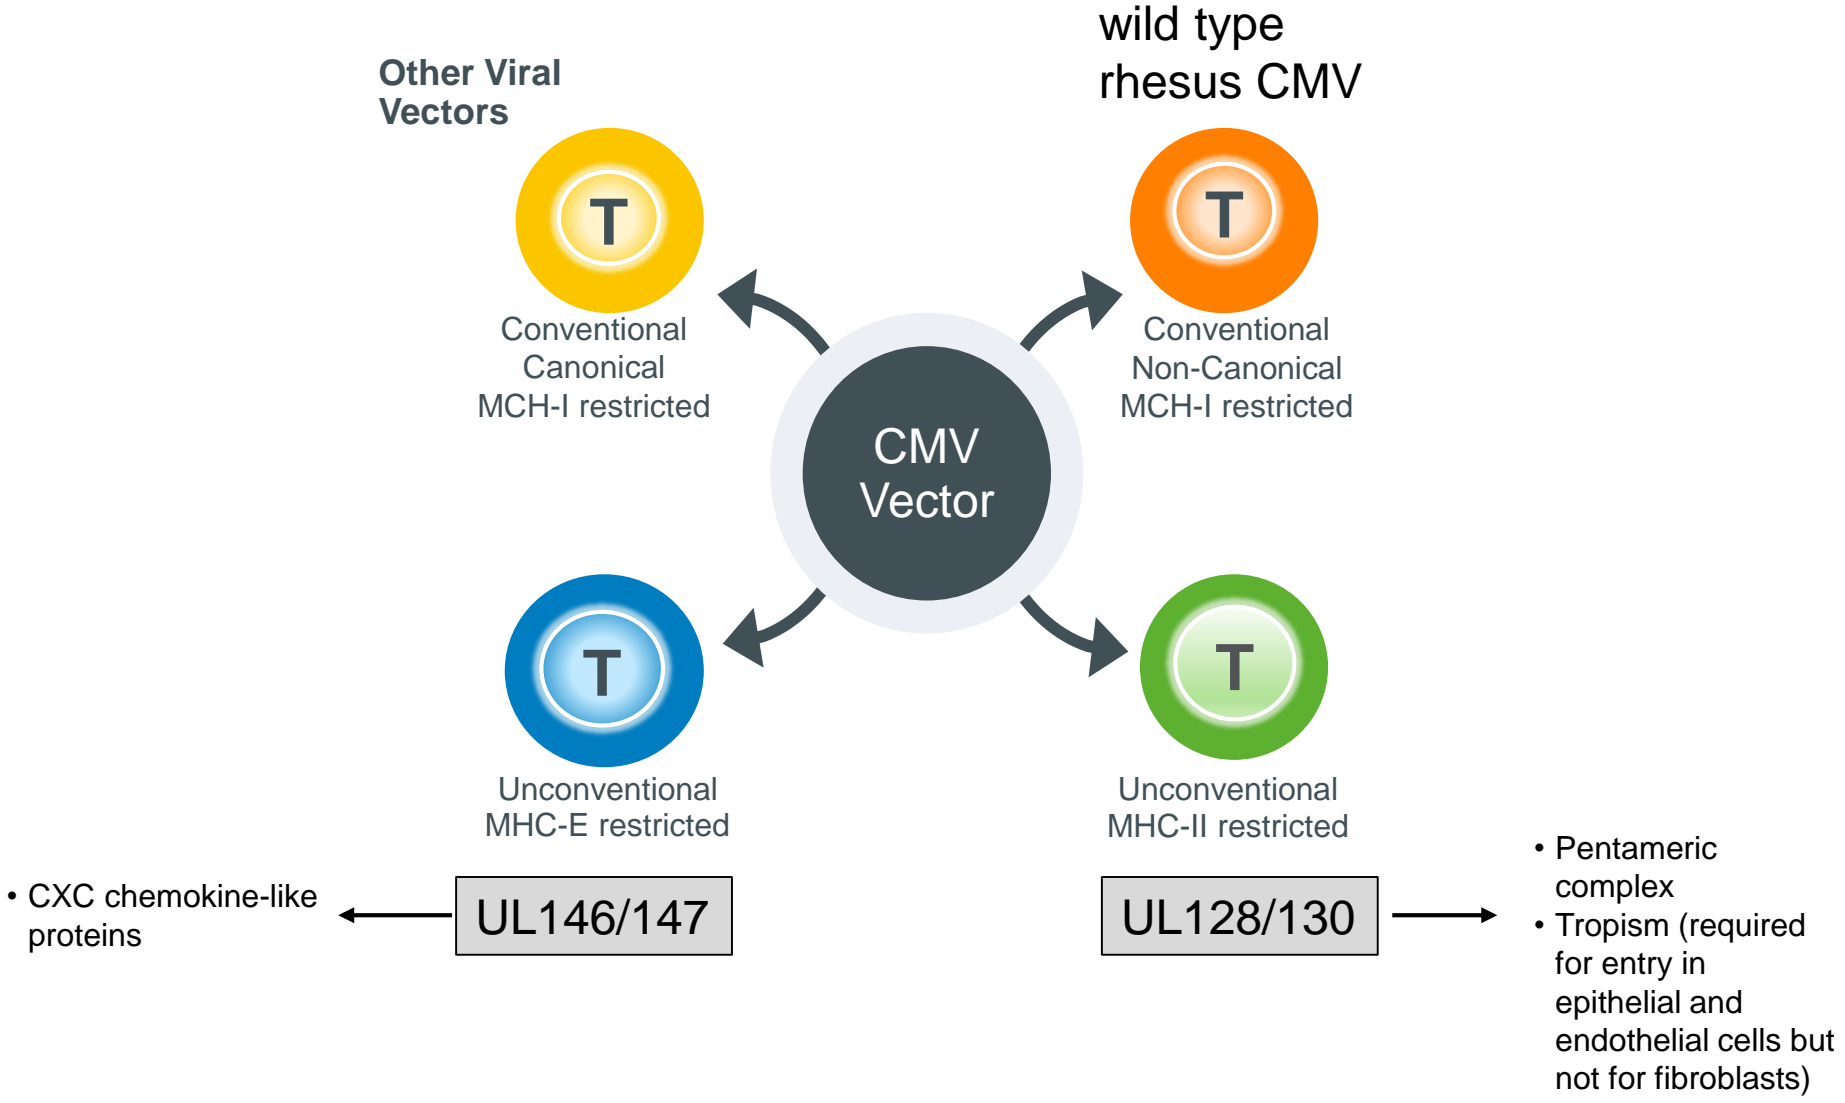 wild type
rhesus CMV
Other Viral
Vectors
T
Conventional
Canonical
MCH-I restricted
T
Conventional
Non-Canonical
MCH-I restricted
CMV
Vector
T
Unconventional
MHC-E restricted
T
Unconventional
MHC-II restricted
• CXC chemokine-like
proteins
UL146/147
UL128/130
• Pentameric
complex
• Tropism (required
for entry in
epithelial and
endothelial cells but
not for fibroblasts)